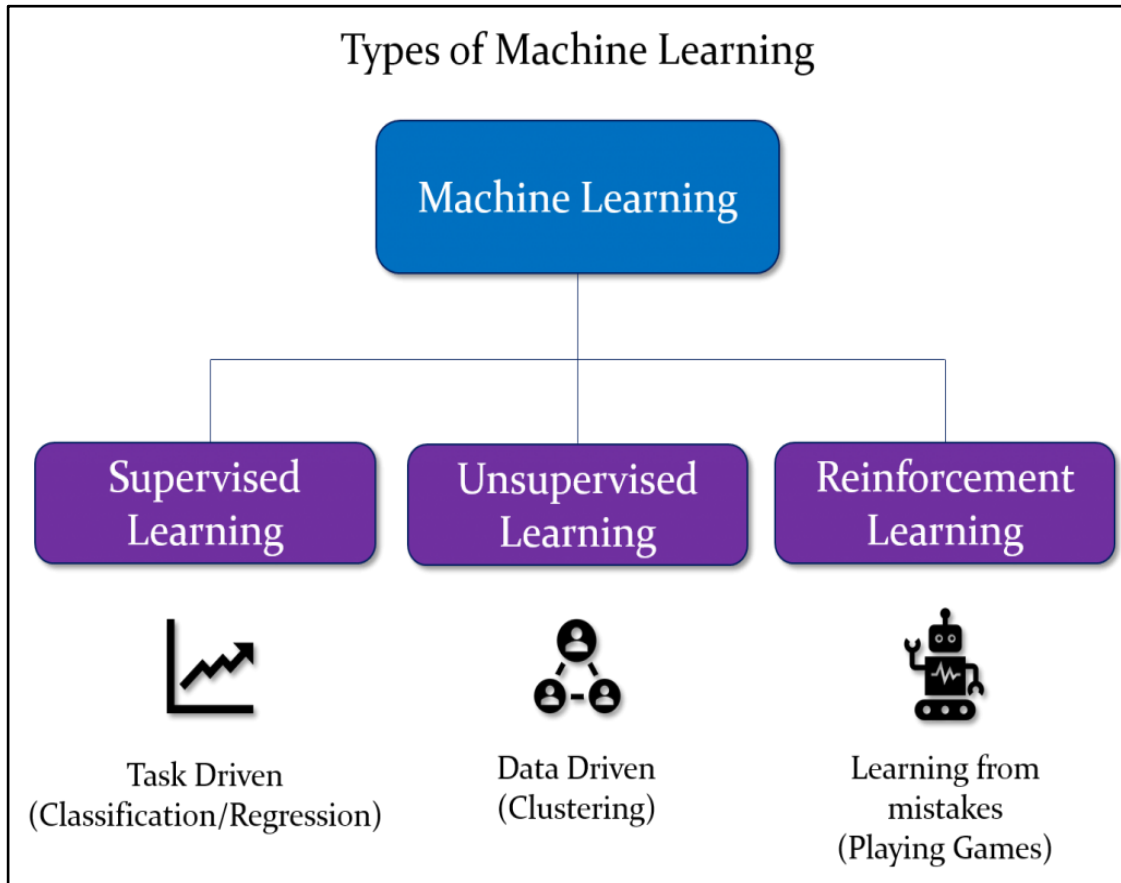 Types of Machine Learning
Machine Learning
Supervised
Learning
Unsupervised
Learning
Reinforcement
Learning
Task Driven
(Classification/Regression)
Data Driven
(Clustering)
Learning from
mistakes
(Playing Games)